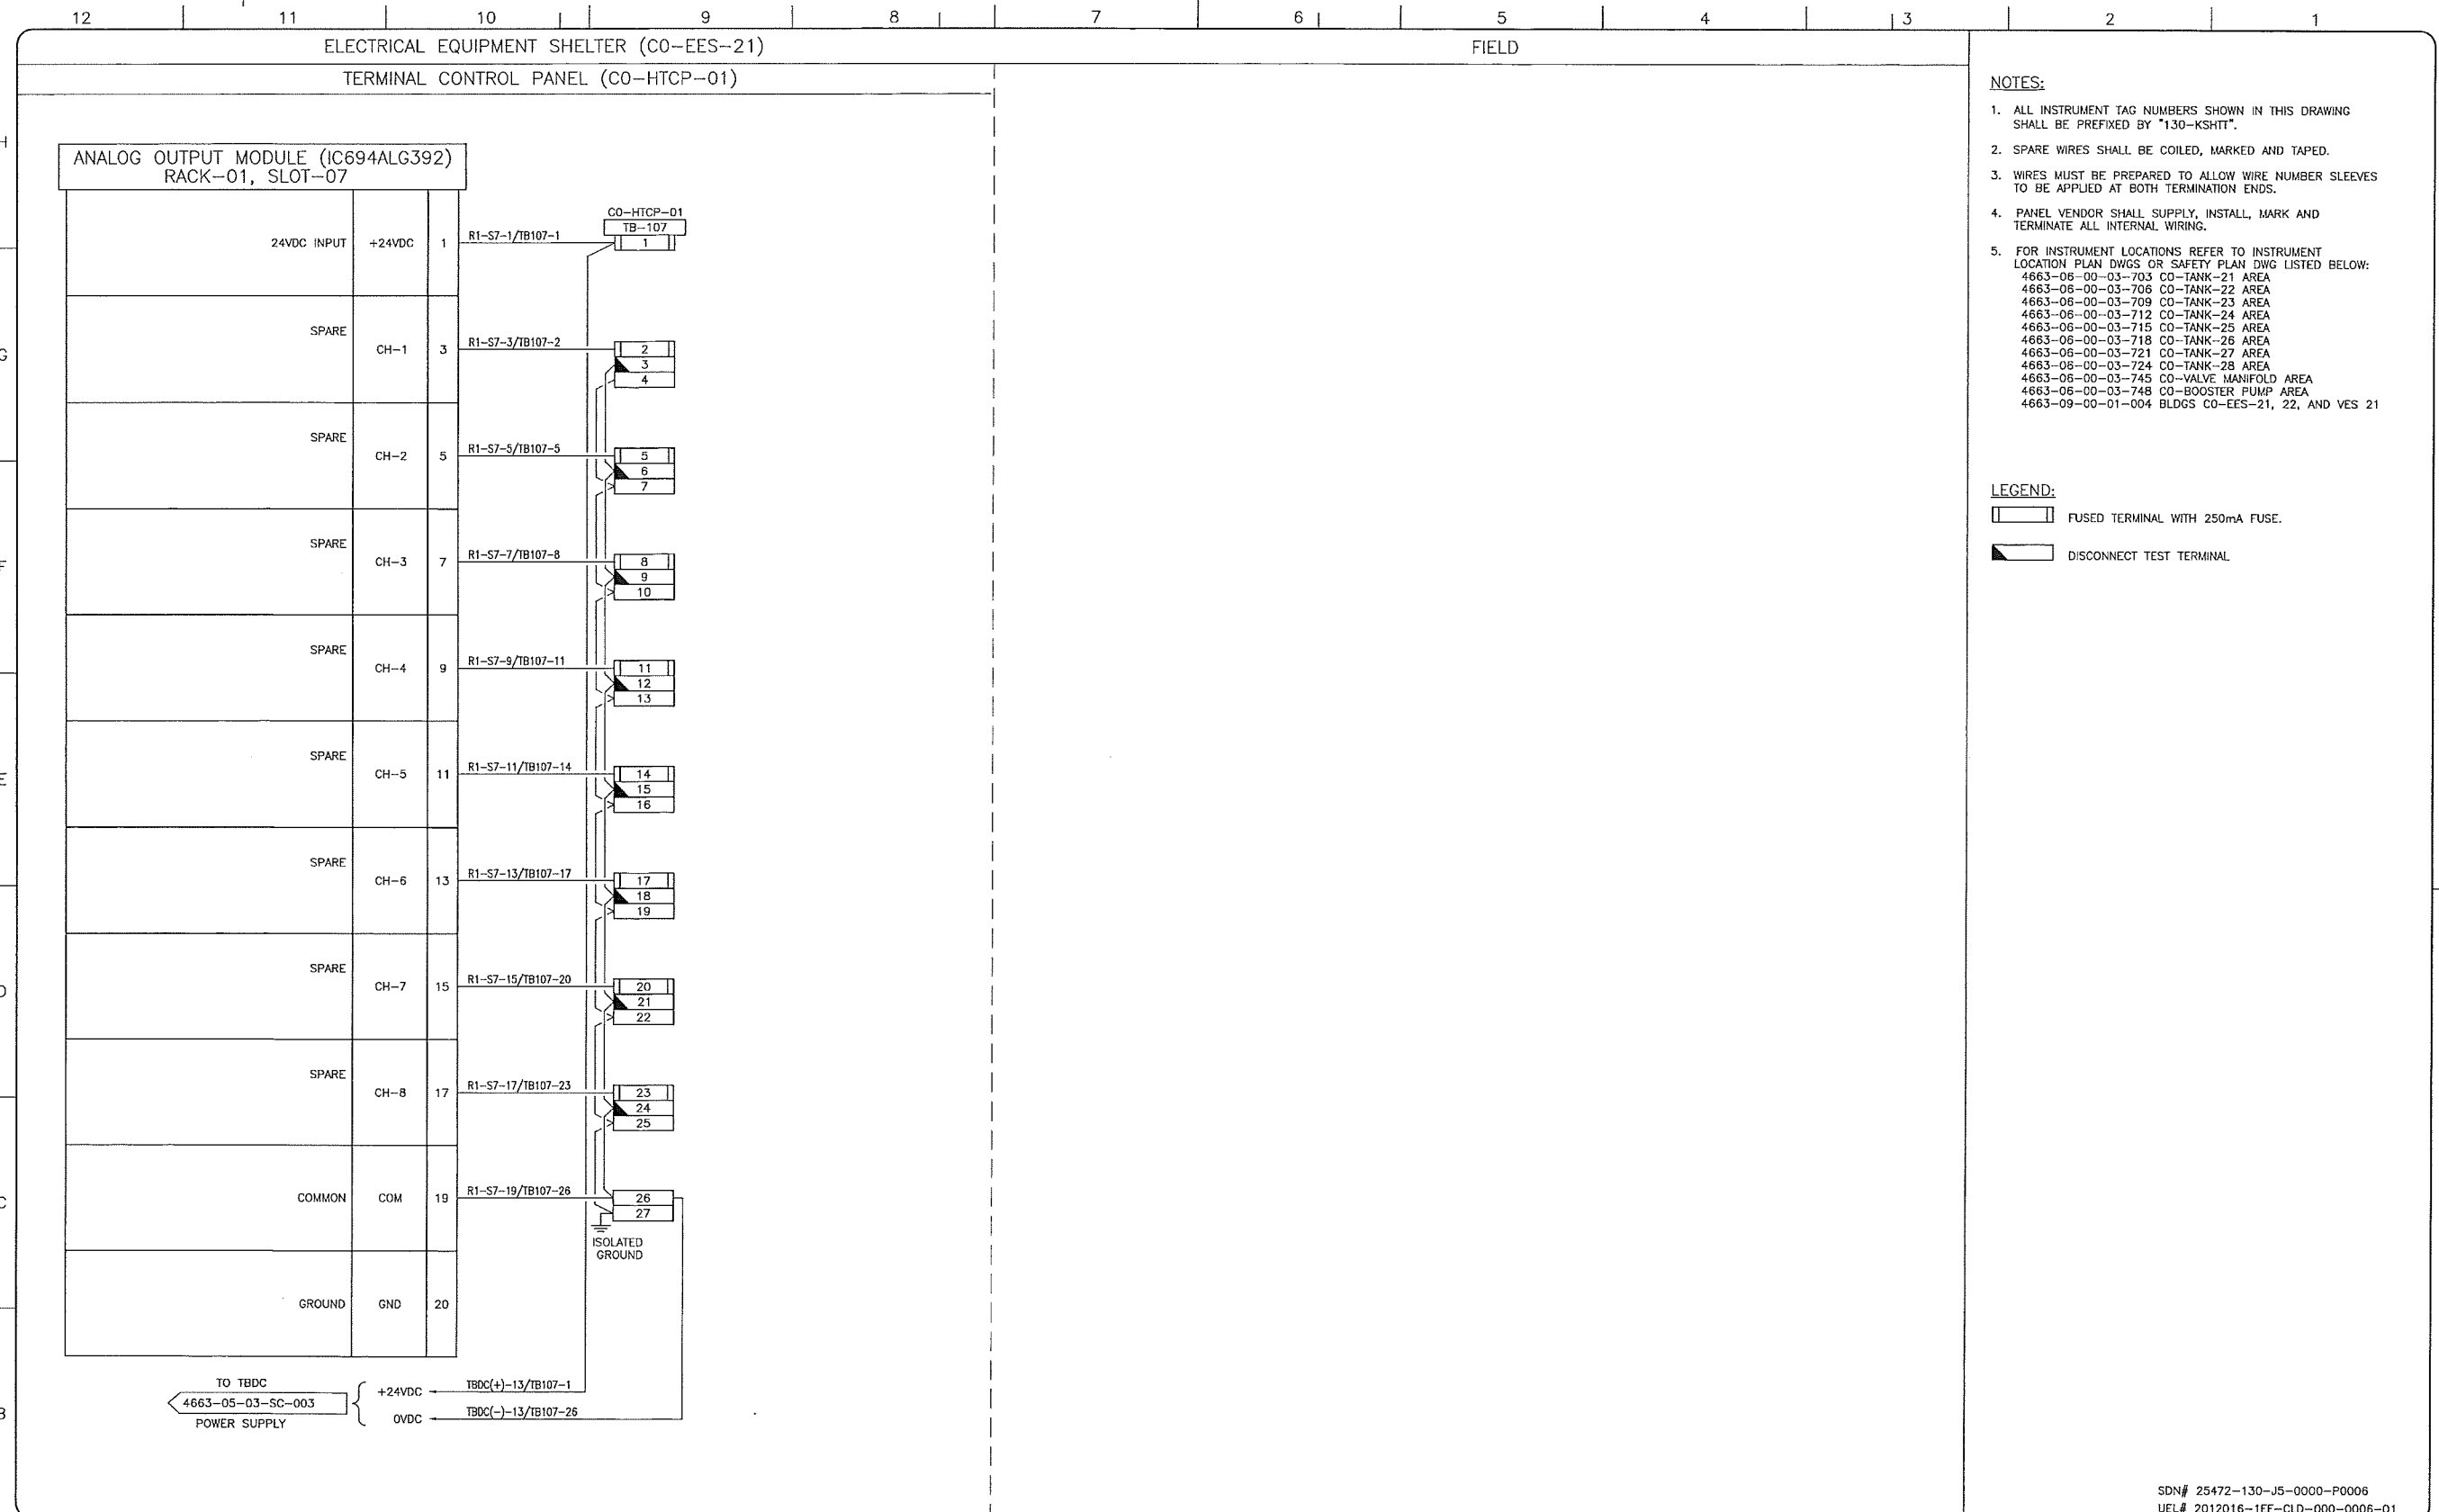 12 11 10 9 8 7 6 5 4 3 2 1
ELECTRICAL EQUIPMENT SHELTER (CO-EES-21)
FIELD
TERMINAL CONTROL PANEL (CO-HTCP-01)
H
G
F
E
D
C
B
ANALOG OUTPUT MODULE (IC694ALG392)
RACK-01, SLOT-07
CO-HTCP-01
TB-107
24VDC INPUT +24VDC 1 R1-S7-1/TB107-1 1
SPARE
CH-1 3 R1-S7-3/TB107-2 2
3
4
SPARE
CH-2 5 R1-S7-5/TB107-5 5
6
7
SPARE
CH-3 7 R1-S7-7/TB107-8 8
9
10
SPARE
CH-4 9 R1-S7-9/TB107-11 11
12
13
SPARE
CH-5 11 R1-S7-11/TB107-14 14
15
16
SPARE
CH-6 13 R1-S7-13/TB107-17 17
18
19
SPARE
CH-7 15 R1-S7-15/TB107-20 20
21
22
SPARE
CH-8 17 R1-S7-17/TB107-23 23
24
25
COMMON COM 19 R1-S7-19/TB107-26 26
27
ISOLATED
GROUND
GROUND GND 20
TO TBDC
4663-05-03-SC-003
POWER SUPPLY
+24VDC TBDC(+)-13/TB107-1
0VDC TBDC(-)-13/TB107-26
NOTES:
1. ALL INSTRUMENT TAG NUMBERS SHOWN IN THIS DRAWING
SHALL BE PREFIXED BY "130-KSHTT".
2. SPARE WIRES SHALL BE COILED, MARKED AND TAPED.
3. WIRES MUST BE PREPARED TO ALLOW WIRE NUMBER SLEEVES
TO BE APPLIED AT BOTH TERMINATION ENDS.
4. PANEL VENDOR SHALL SUPPLY, INSTALL, MARK AND
TERMINATE ALL INTERNAL WIRING.
5. FOR INSTRUMENT LOCATIONS REFER TO INSTRUMENT
LOCATION PLAN DWGS OR SAFETY PLAN DWG LISTED BELOW:
4663-06-00-03-703 CO-TANK-21 AREA
4663-06-00-03-706 CO-TANK-22 AREA
4663-06-00-03-709 CO-TANK-23 AREA
4663-06-00-03-712 CO-TANK-24 AREA
4663-06-00-03-715 CO-TANK-25 AREA
4663-06-00-03-718 CO-TANK-26 AREA
4663-06-00-03-721 CO-TANK-27 AREA
4663-06-00-03-724 CO-TANK-28 AREA
4663-06-00-03-745 CO-VALVE MANIFOLD AREA
4663-06-00-03-748 CO-BOOSTER PUMP AREA
4663-09-00-01-004 BLDGS CO-EES-21, 22, AND VES 21
LEGEND:
FUSED TERMINAL WITH 250mA FUSE.
DISCONNECT TEST TERMINAL
SDN# 25472-130-J5-0000-P0006
UEL# 2012016-1FF-CLD-000-0006-01